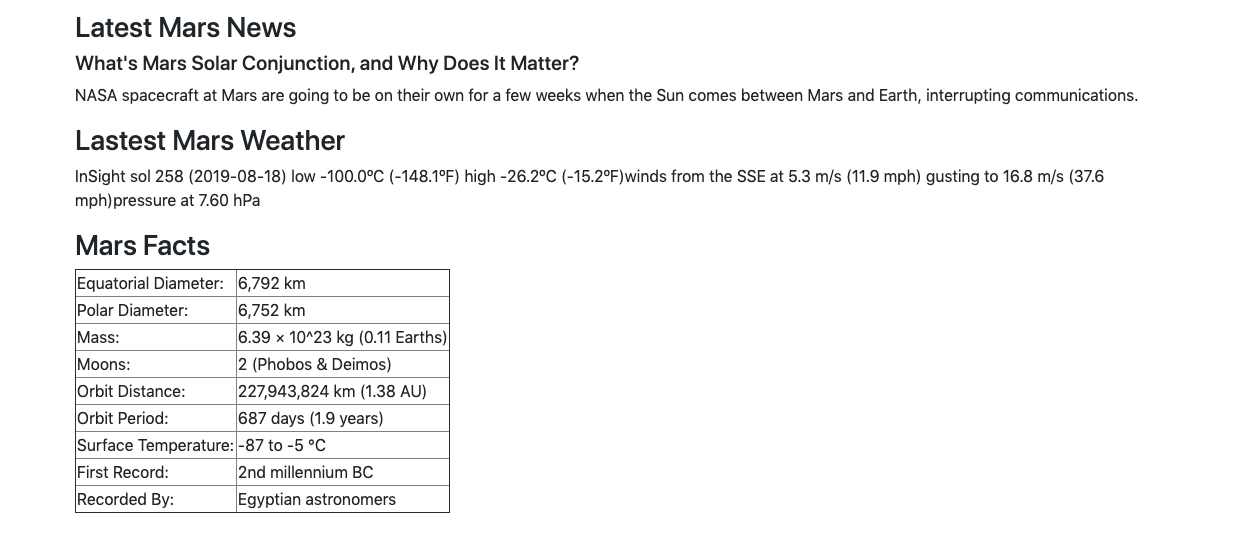 Latest Mars News
What's Mars Solar Conjunction, and Why Does It Matter?
NASA spacecraft at Mars are going to be on their own for a few weeks when the Sun comes between Mars and Earth, interrupting communications.
Lastest Mars Weather
InSight sol 258 (2019-08-18) low -100.0ºC (-148.1ºF) high -26.2ºC (-15.2ºF)winds from the SSE at 5.3 m/s (11.9 mph) gusting to 16.8 m/s (37.6
mph)pressure at 7.60 hPa
Mars Facts
Equatorial Diameter: 6,792 km
Polar Diameter: 6,752 km
Mass: 6.39 × 10^23 kg (0.11 Earths)
Moons: 2 (Phobos & Deimos)
Orbit Distance: 227,943,824 km (1.38 AU)
Orbit Period: 687 days (1.9 years)
Surface Temperature: -87 to -5 °C
First Record: 2nd millennium BC
Recorded By: Egyptian astronomers